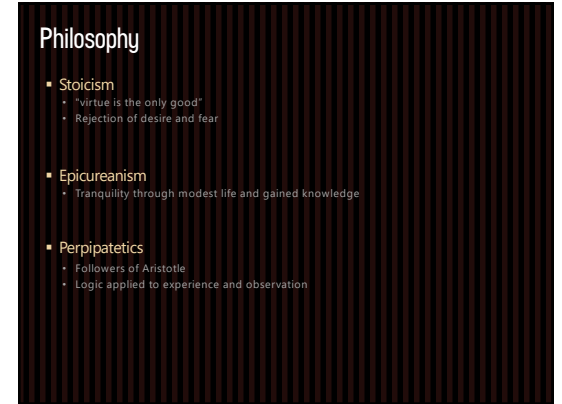 Philosophy
▪ Stoicism
• "virtue is the only good"
• Rejection of desire and fear
▪ Epicureanism
• Tranquility through modest life and gained knowledge
▪ Perpipatetics
• Followers of Aristotle
• Logic applied to experience and observation